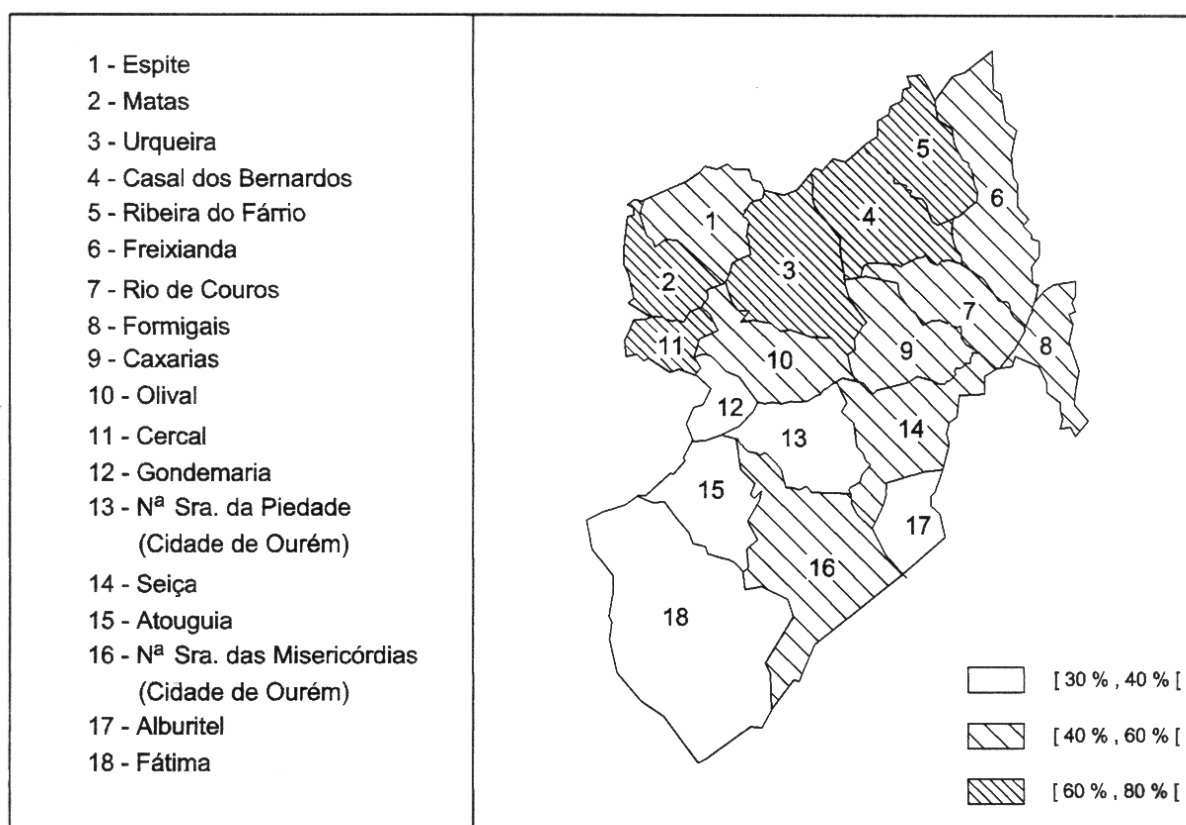 1 - Espite
2 - Matas
3 - Urqueira
4 - Casal dos Bernardos
5 - Ribeira do Fárrio
6 - Freixianda
7 - Rio de Couros
8 - Formigais
9 - Caxarias
10 - Olival
11 - Cercal
12 - Gondemaria
13 - Nª Sra. da Piedade
(Cidade de Ourém)
14 - Seiça
15 - Atouguia
16 - Nª Sra. das Misericórdias
(Cidade de Ourém)
17 - Alburitel
18 - Fátima
5
6
1
4
3
2
7
11
8
9
10
12
14
13
15
17
16
18
[ 30 % , 40 % [
[ 40 % , 60 % [
[ 60 % , 80 % [